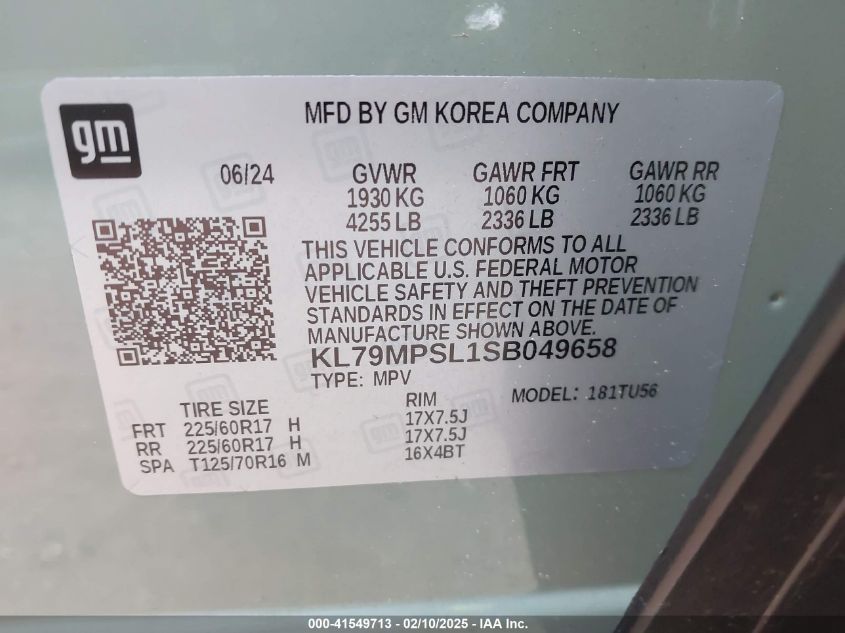 gm
MFD BY GM KOREA COMPANY
06/24 GVWR GAWR FRT GAWR RR
1930 KG 1060 KG 1060 KG
4255 LB 2336 LB 2336 LB
THIS VEHICLE CONFORMS TO ALL
APPLICABLE U.S. FEDERAL MOTOR
VEHICLE SAFETY AND THEFT PREVENTION
STANDARDS IN EFFECT ON THE DATE OF
MANUFACTURE SHOWN ABOVE.
KL79MPSL1SB049658
TYPE: MPV MODEL: 181TU56
TIRE SIZE RIM
FRT 225/60R17 H 17X7.5J
RR 225/60R17 H 17X7.5J
SPA T125/70R16 M 16X4BT
000-41549713 - 02/10/2025 - IAA Inc.